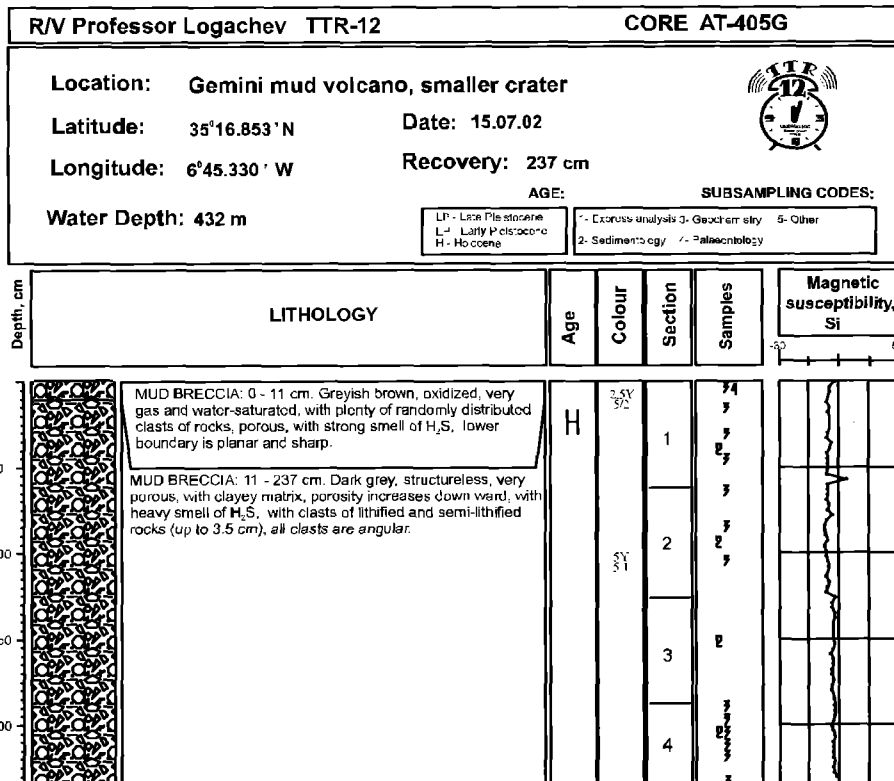 R/V Professor Logachev TTR-12
CORE AT-405G
Location: Gemini mud volcano, smaller crater
Latitude: 35°16.853'N
Date: 15.07.02
Longitude: 6°45.330' W
Recovery: 237 cm
Water Depth: 432 m
TTR
12
AGE:
LP - Late Pleistocene
Early Pleistocene
H - Holocene
SUBSAMPLING CODES:
1- Express analysis 3- Geochemistry 5- Other
2- Sedimentology 4- Palaeontology
Depth, cm
LITHOLOGY
Age
Colour
Section
Samples
Magnetic
susceptibility,
Si
MUD BRECCIA: 0 - 11 cm. Greyish brown, oxidized, very
gas and water-saturated, with plenty of randomly distributed
clasts of rocks, porous, with strong smell of H₂S, lower
boundary is planar and sharp.
MUD BRECCIA: 11 - 237 cm. Dark grey, structureless, very
porous, with clayey matrix, porosity increases down ward, with
heavy smell of H₂S, with clasts of lithified and semi-lithified
rocks (up to 3.5 cm), all clasts are angular.
H
2.5Y
5/2
5Y
1
2
3
4